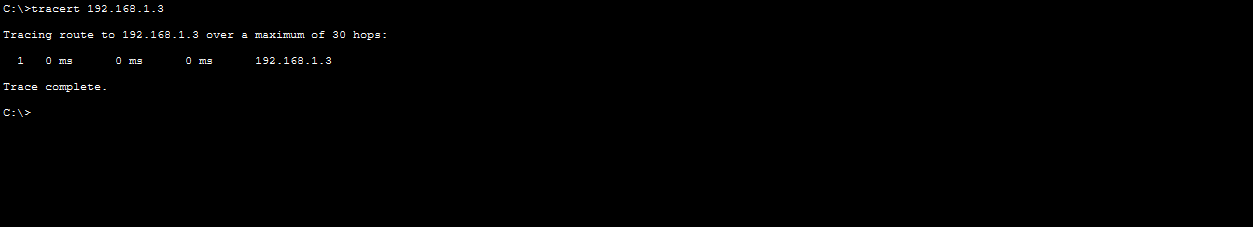 C:\>tracert 192.168.1.3
Tracing route to 192.168.1.3 over a maximum of 30 hops:
1 0 ms 0 ms 0 ms 192.168.1.3
Trace complete.
C:\>